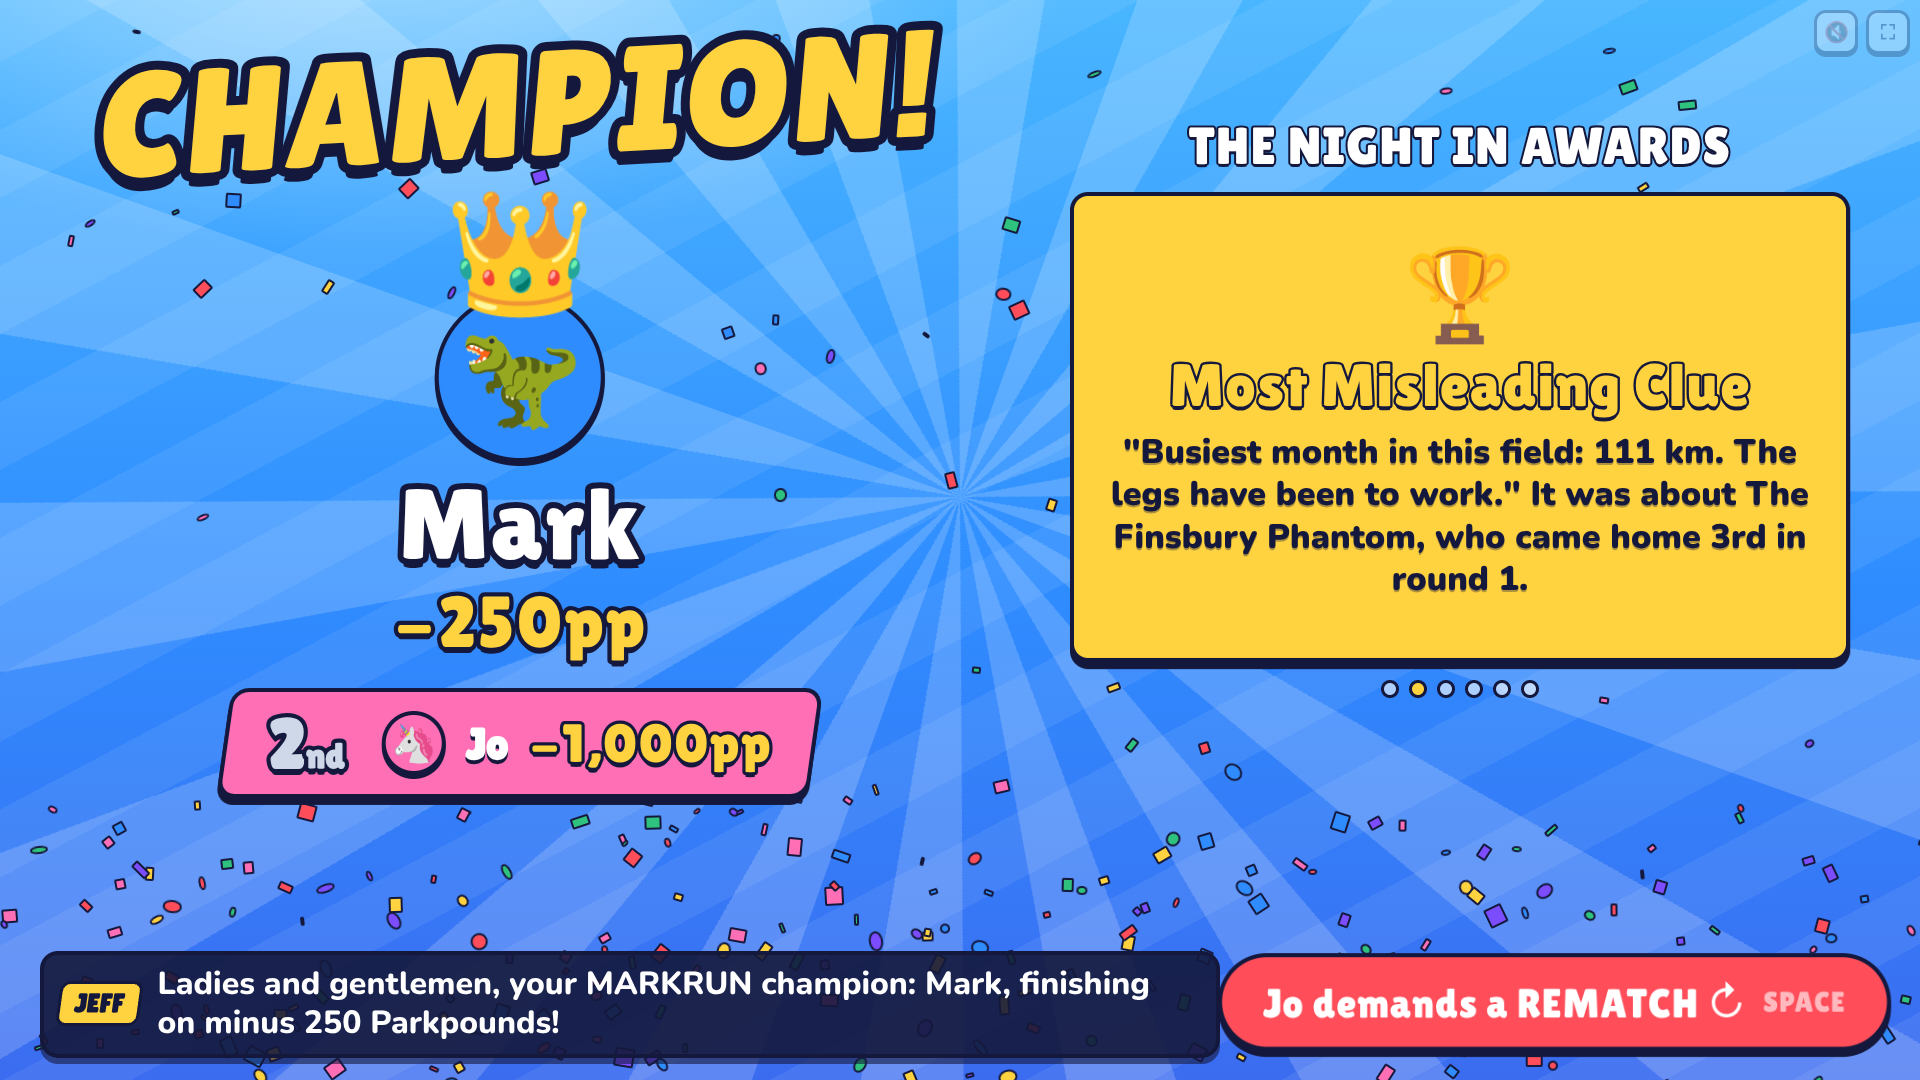 CHAMPION!
Mark
–250pp
2nd Jo –1,000pp
THE NIGHT IN AWARDS
Most Misleading Clue
"Busiest month in this field: 111 km. The
legs have been to work." It was about The
Finsbury Phantom, who came home 3rd in
round 1.
JEFF
Ladies and gentlemen, your MARKRUN champion: Mark, finishing
on minus 250 Parkpounds!
Jo demands a REMATCH SPACE